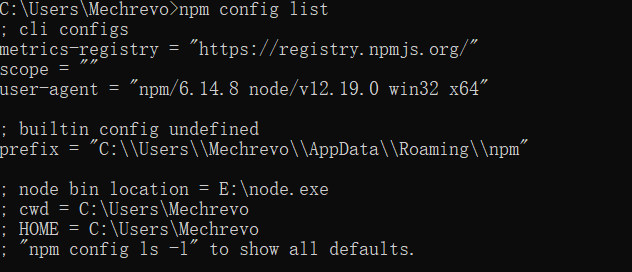 C:\Users\Mechrevo>npm config list
; cli configs
metrics-registry = "https://registry.npmjs.org/"
scope = ""
user-agent = "npm/6.14.8 node/v12.19.0 win32 x64"
; builtin config undefined
prefix = "C:\\Users\\Mechrevo\\AppData\\Roaming\\npm"
; node bin location = E:\node.exe
; cwd = C:\Users\Mechrevo
; HOME = C:\Users\Mechrevo
; "npm config ls -l" to show all defaults.